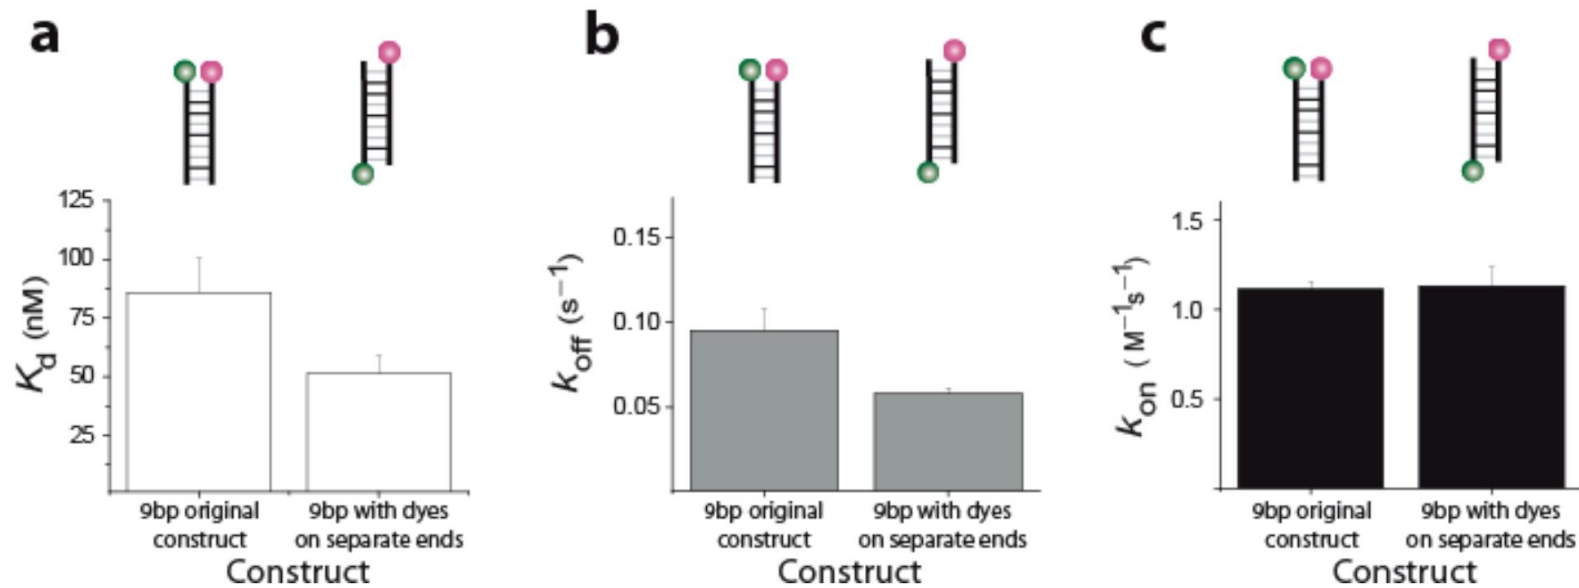 a
b
c
125
100
75
50
25
Kd (nM)
9bp original construct
9bp with dyes on separate ends
Construct
0.15
0.10
0.05
koff (s⁻¹)
9bp original construct
9bp with dyes on separate ends
Construct
1.5
1.0
0.5
kon (M⁻¹s⁻¹)
9bp original construct
9bp with dyes on separate ends
Construct